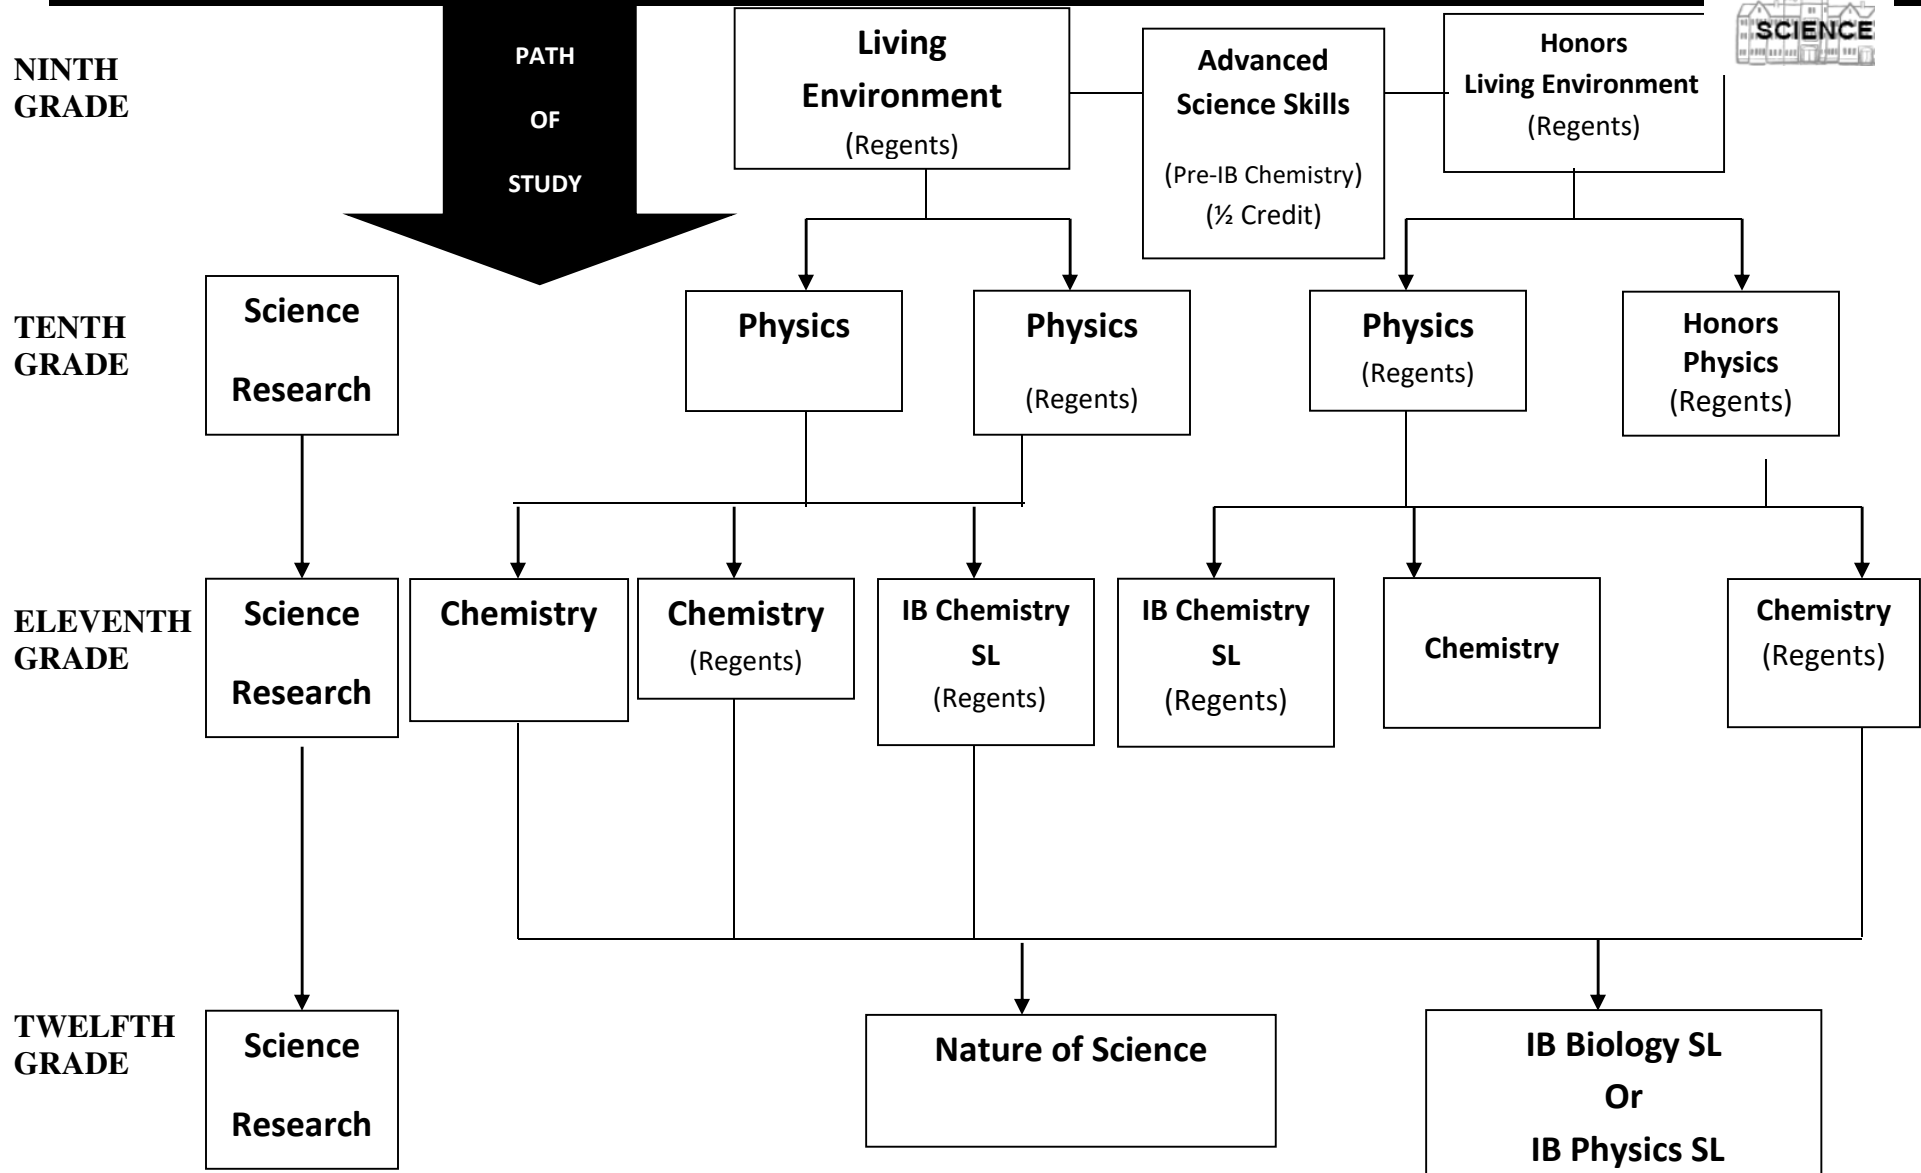 SCIENCE
PATH
OF
STUDY
NINTH
GRADE
Living
Environment
(Regents)
Advanced
Science Skills
(Pre-IB Chemistry)
(½ Credit)
Honors
Living Environment
(Regents)
TENTH
GRADE
Science
Research
Physics
Physics
(Regents)
Physics
(Regents)
Honors
Physics
(Regents)
ELEVENTH
GRADE
Science
Research
Chemistry
Chemistry
(Regents)
IB Chemistry
SL
(Regents)
IB Chemistry
SL
(Regents)
Chemistry
Chemistry
(Regents)
TWELFTH
GRADE
Science
Research
Nature of Science
IB Biology SL
Or
IB Physics SL